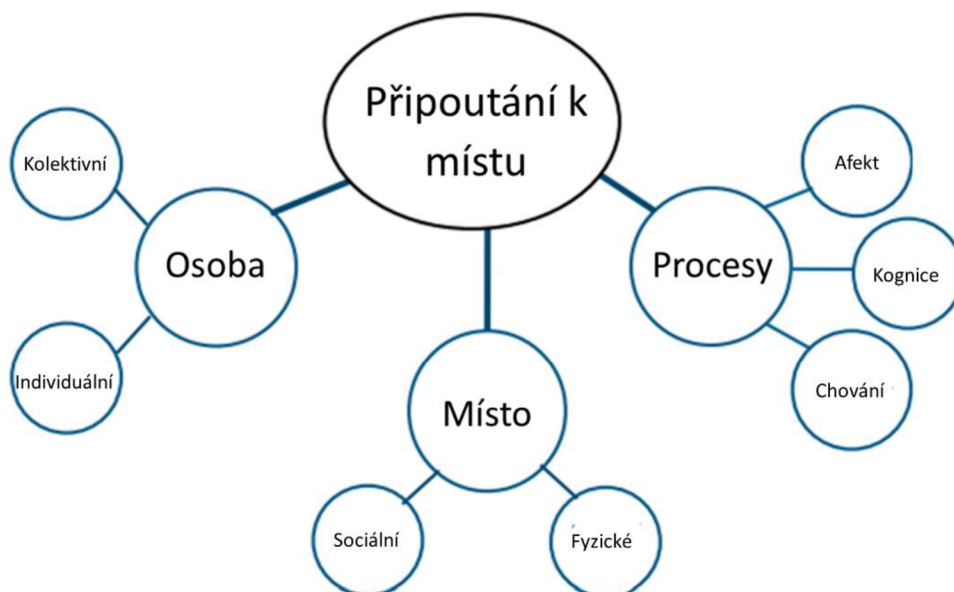 Připoutání k
místu
Kolektivní
Osoba
Individuální
Místo
Sociální
Fyzické
Procesy
Afekt
Kognice
Chování